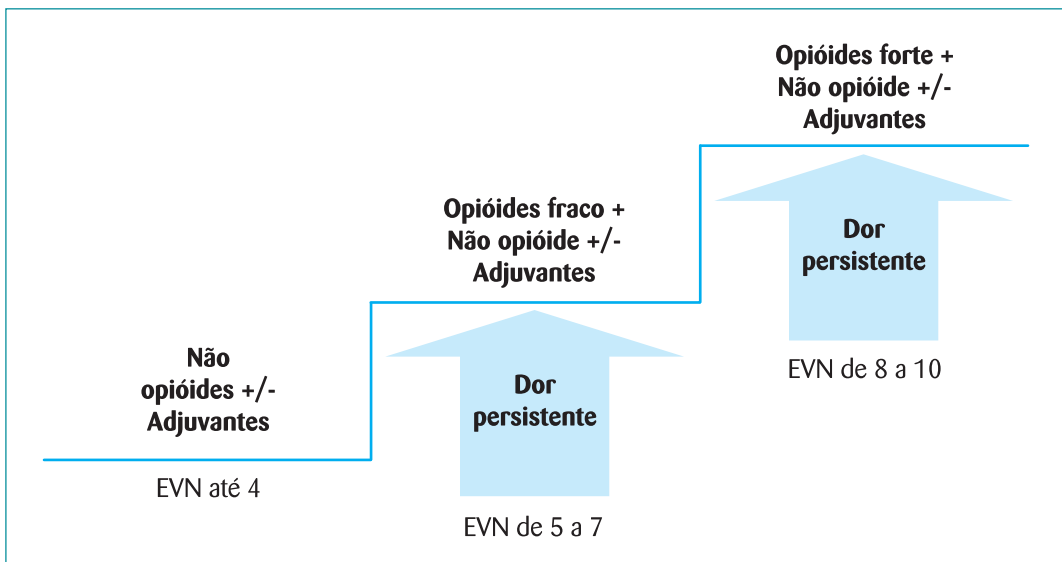 Não
opióides +/-
Adjuvantes
EVN até 4
Opióides fraco +
Não opióide +/-
Adjuvantes
Dor
persistente
EVN de 5 a 7
Opióides forte +
Não opióide +/-
Adjuvantes
Dor
persistente
EVN de 8 a 10